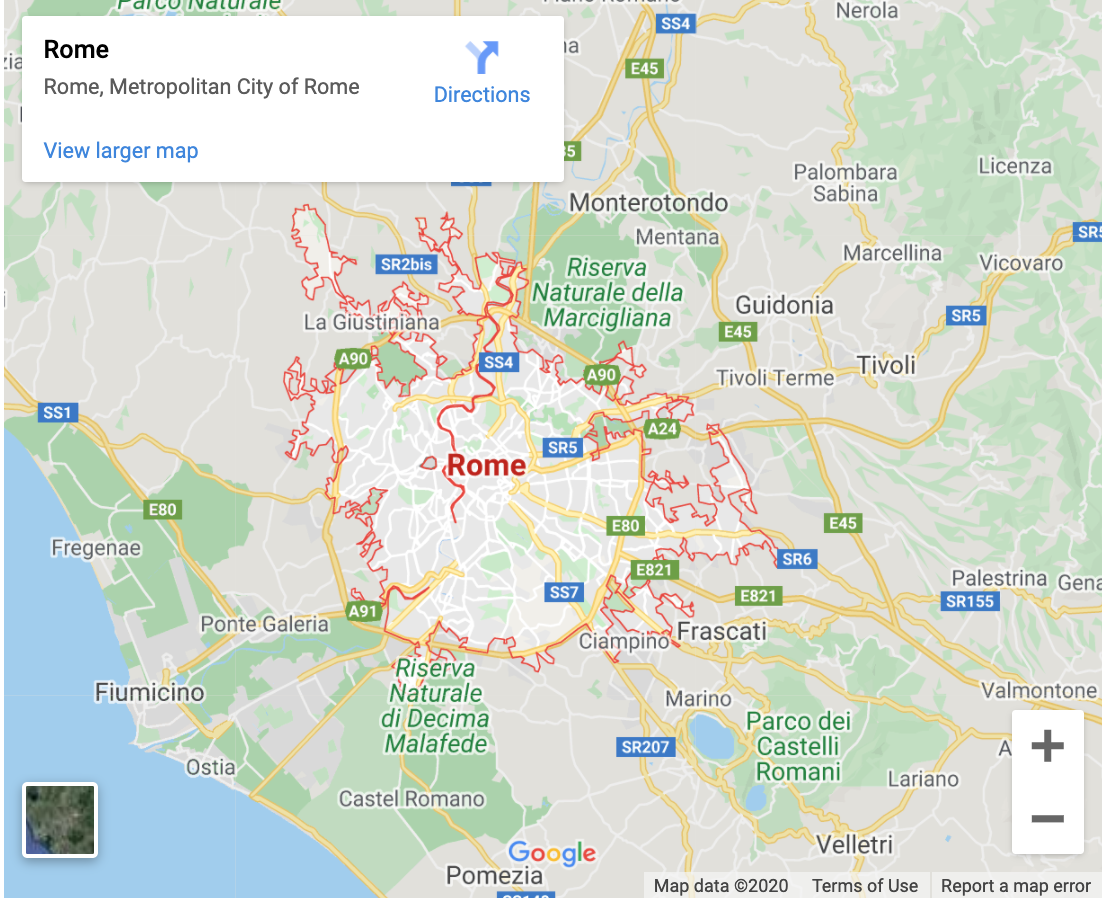 Parco Naturale
Rome
Rome, Metropolitan City of Rome
Directions
View larger map
SS4
Nerola
E45
Palombara
Sabina
Licenza
Monterotondo
Mentana
Marcellina
SR5
Vicovaro
SR2bis
Riserva
Naturale della
Marcigliana
Guidonia
SR5
La Giustiniana
E45
A90
SS4
A90
Tivoli
Tivoli Terme
SS1
A24
SR5
Rome
E80
E80
E45
Fregenae
SR6
E821
Palestrina
SS7
E821
SR155
A91
Ponte Galeria
Ciampino
Frascati
Riserva
Naturale
di Decima
Malafede
Fiumicino
Marino
Valmontone
Parco dei
Castelli
Romani
SR207
Ostia
Lariano
Castel Romano
Velletri
Google
Pomezia
Map data ©2020
Terms of Use
Report a map error